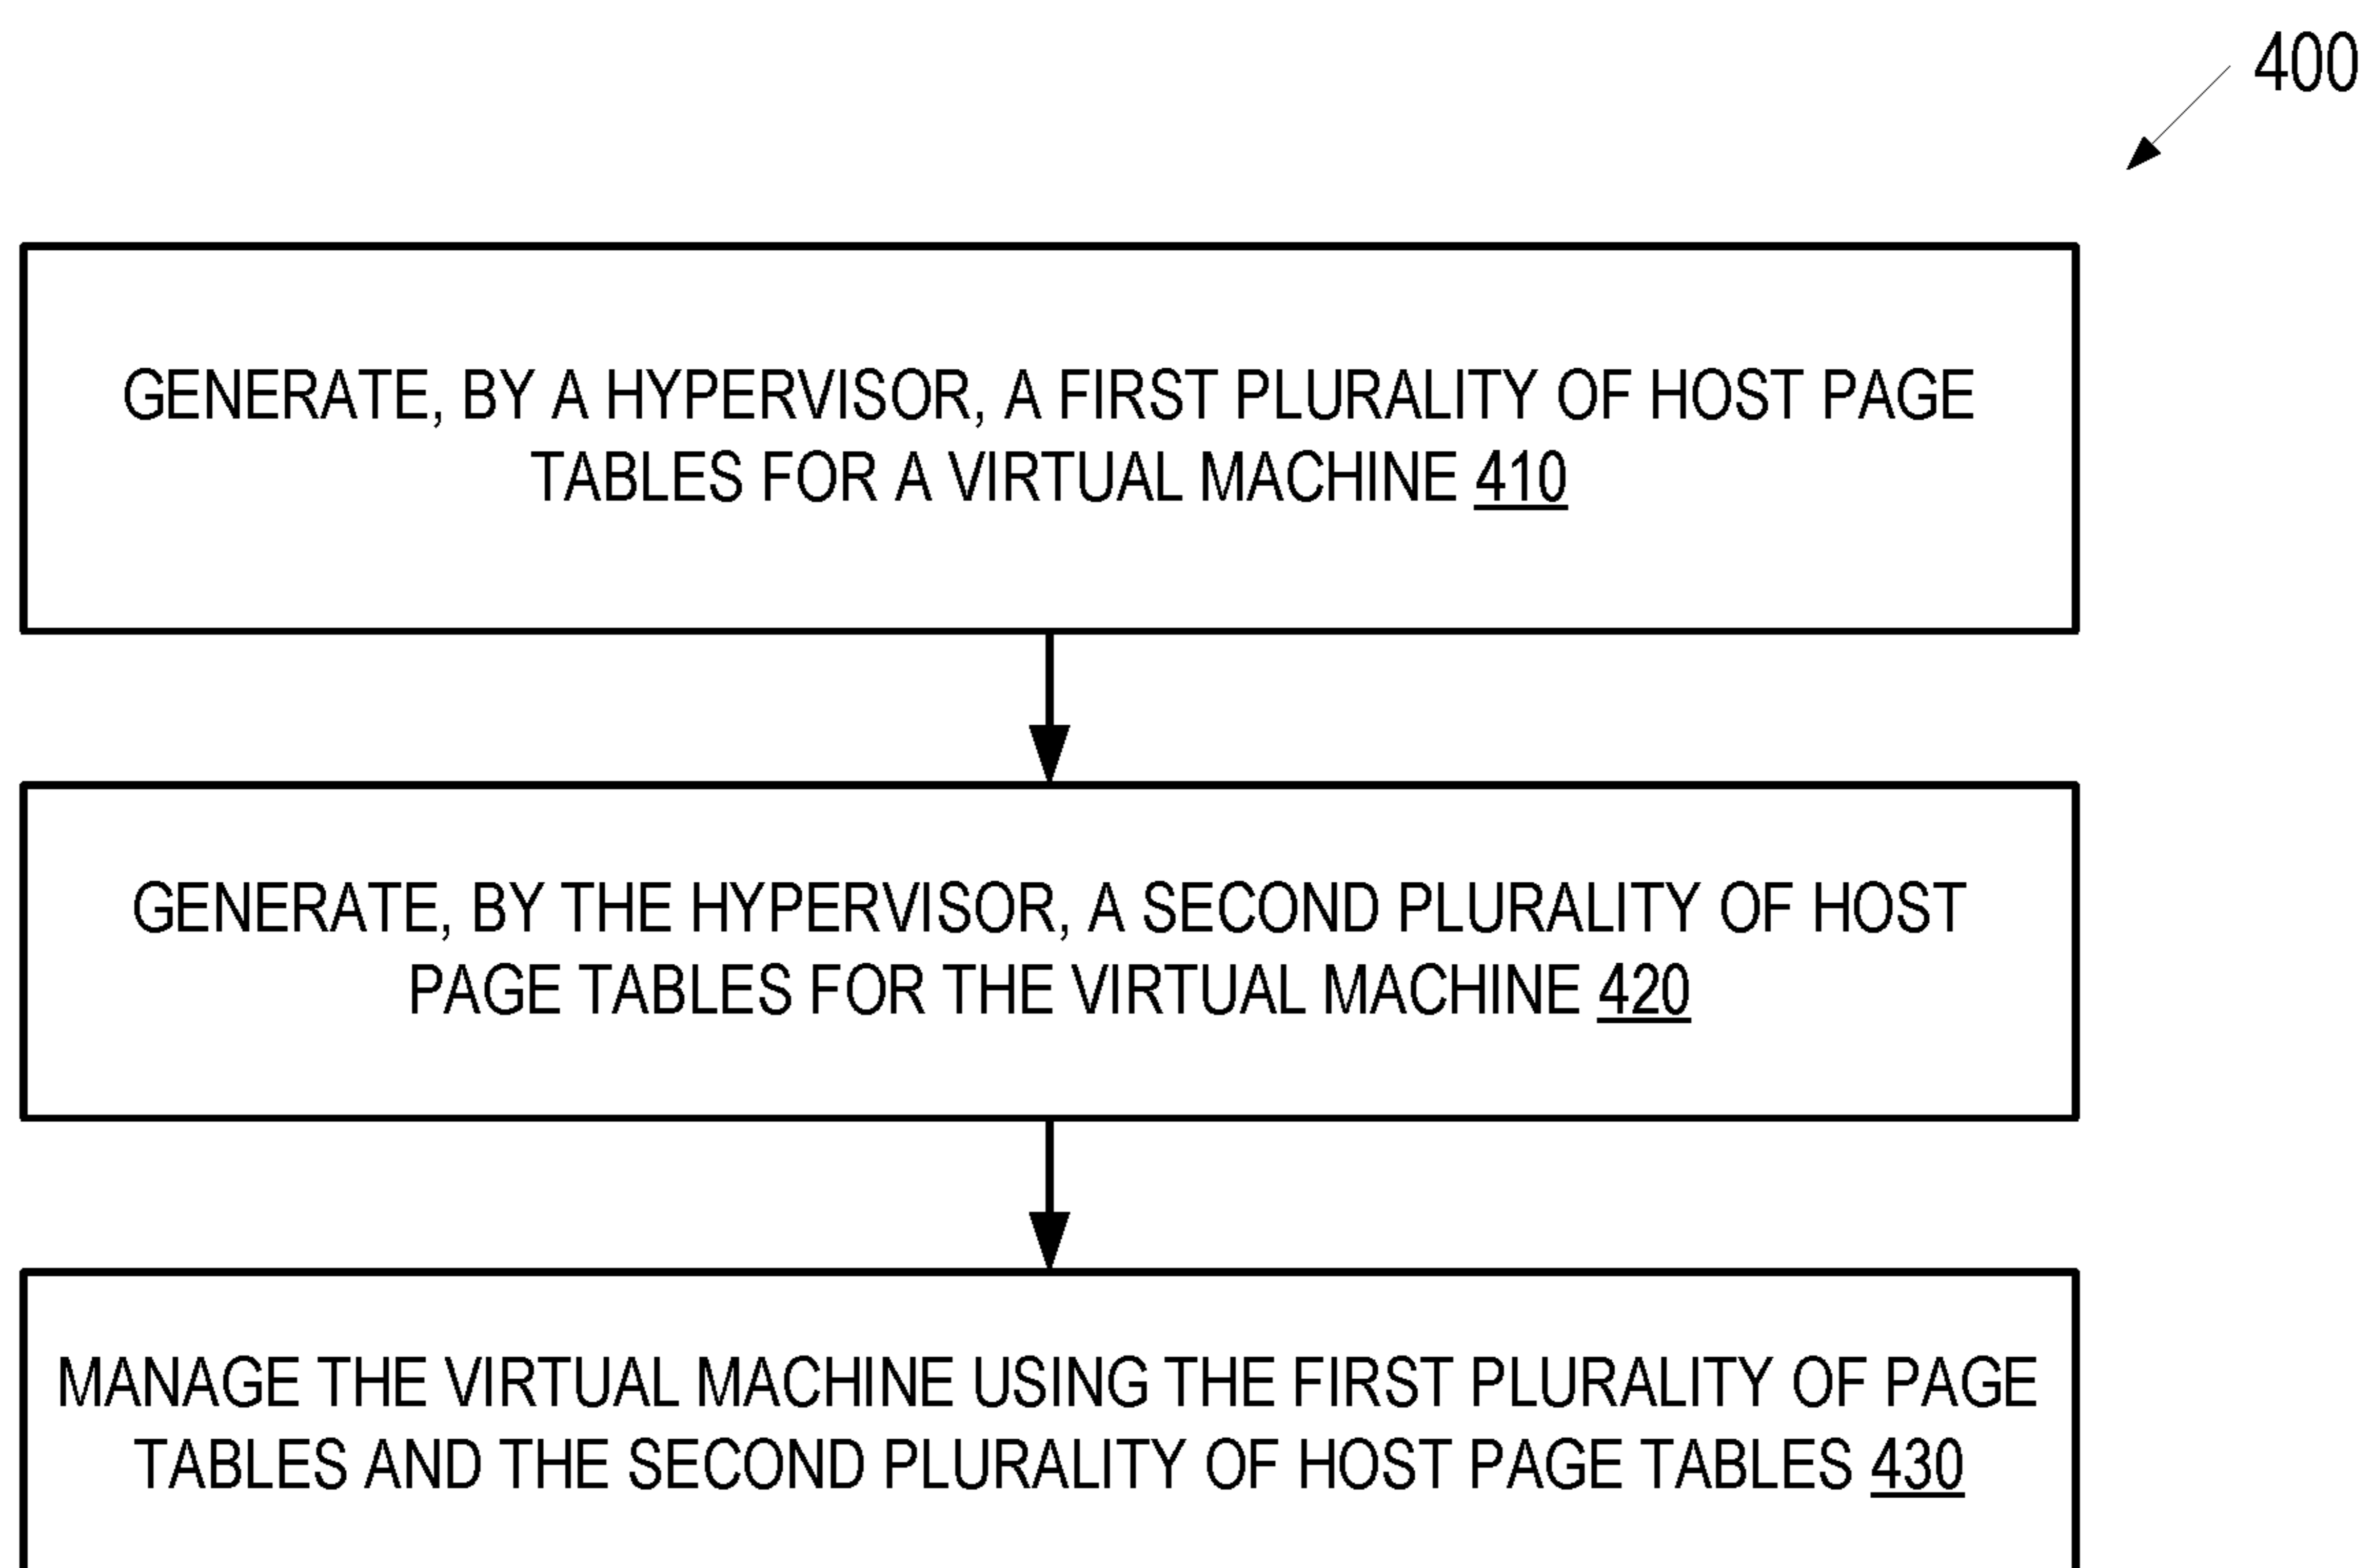 400
GENERATE, BY A HYPERVISOR, A FIRST PLURALITY OF HOST PAGE
TABLES FOR A VIRTUAL MACHINE 410
GENERATE, BY THE HYPERVISOR, A SECOND PLURALITY OF HOST
PAGE TABLES FOR THE VIRTUAL MACHINE 420
MANAGE THE VIRTUAL MACHINE USING THE FIRST PLURALITY OF PAGE
TABLES AND THE SECOND PLURALITY OF HOST PAGE TABLES 430